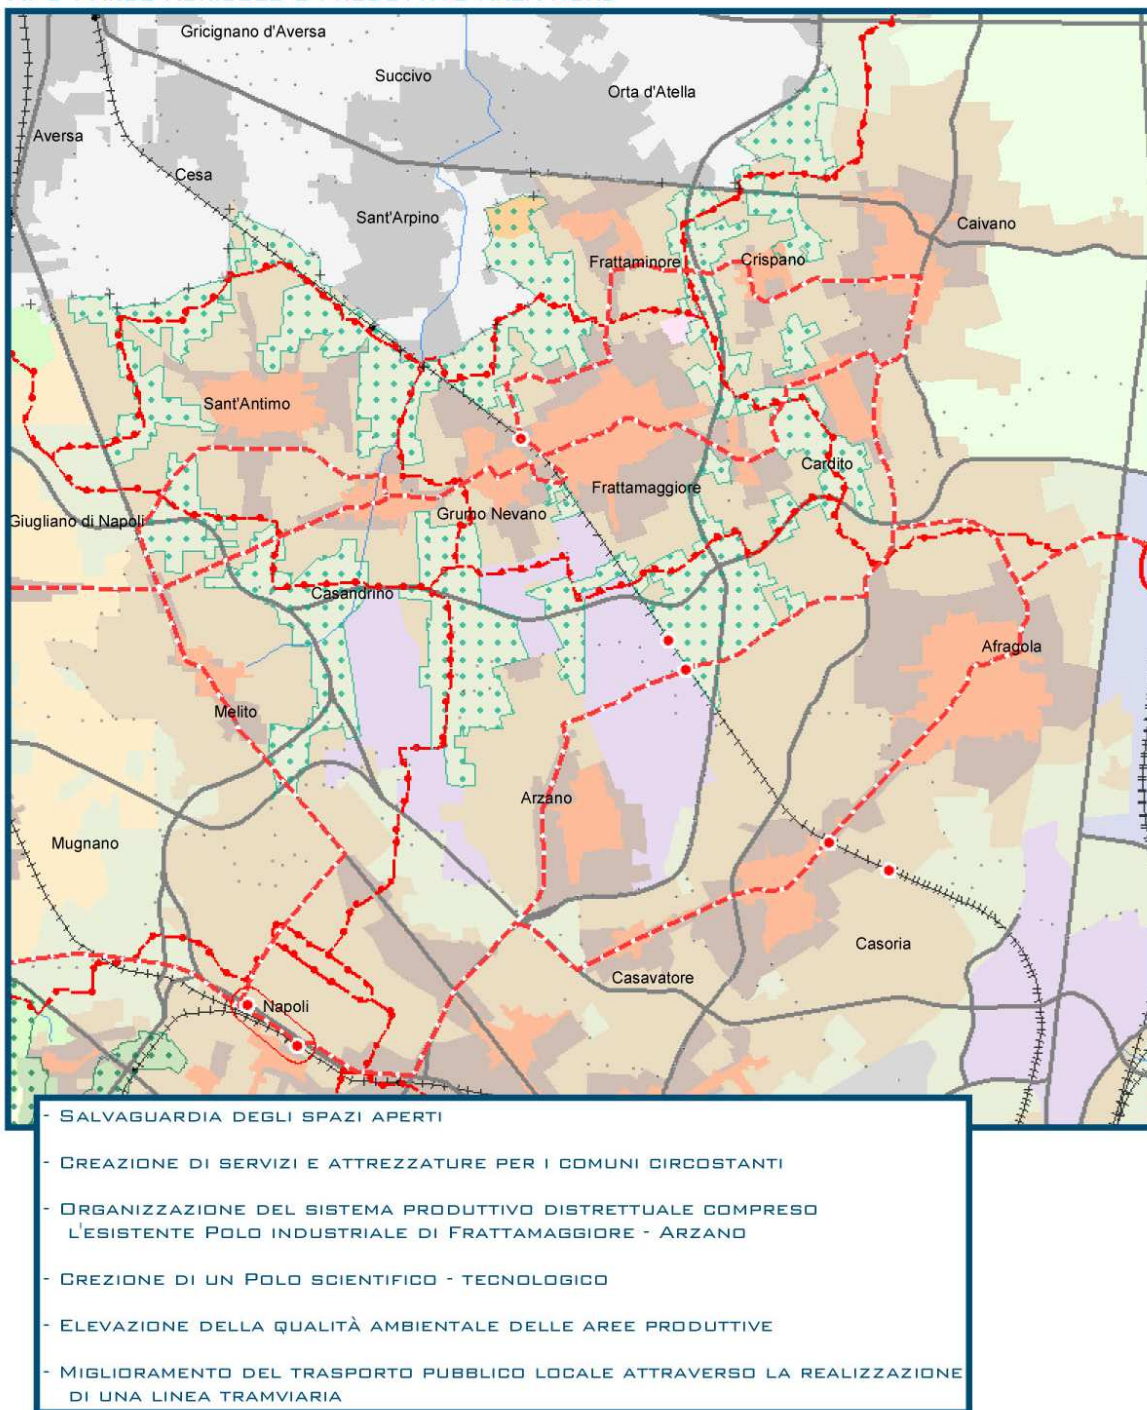 Gricignano d'Aversa
Succivo
Orta d'Atella
Aversa
Cesa
Sant'Arpino
Caivano
Frattaminore
Crispano
Sant'Antimo
Cardito
Frattamaggiore
Grumo Nevano
Giugliano di Napoli
Casandrino
Afragola
Melito
Arzano
Mugnano
Casoria
Casavatore
Napoli
- SALVAGUARDIA DEGLI SPAZI APERTI
- CREAZIONE DI SERVIZI E ATTREZZATURE PER I COMUNI CIRCOSTANTI
- ORGANIZZAZIONE DEL SISTEMA PRODUTTIVO DISTRETTUALE COMPRESO
L'ESISTENTE POLO INDUSTRIALE DI FRATTAMAGGIORE - ARZANO
- CREZIONE DI UN POLO SCIENTIFICO - TECNOLOGICO
- ELEVAZIONE DELLA QUALITÀ AMBIENTALE DELLE AREE PRODUTTIVE
- MIGLIORAMENTO DEL TRASPORTO PUBBLICO LOCALE ATTRAVERSO LA REALIZZAZIONE
DI UNA LINEA TRAMVIARIA